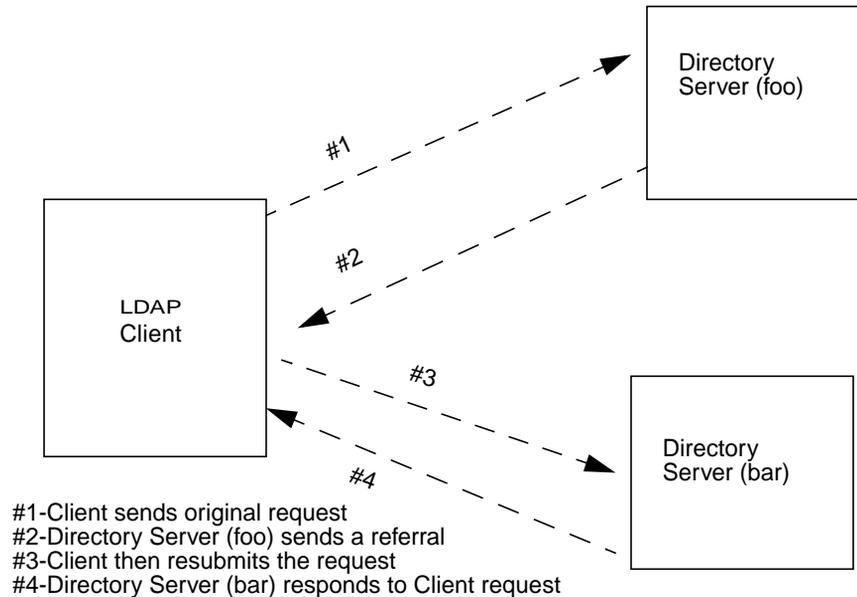 Directory
Server (foo)
#1
#2
LDAP
Client
#3
Directory
Server (bar)
#4
#1-Client sends original request
#2-Directory Server (foo) sends a referral
#3-Client then resubmits the request
#4-Directory Server (bar) responds to Client request